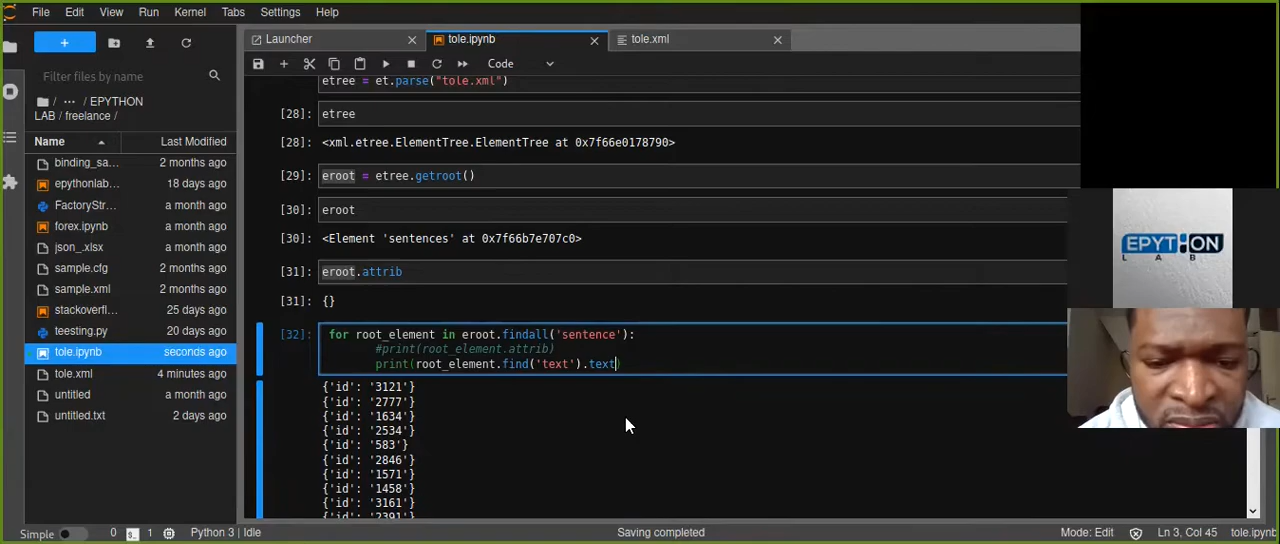 File Edit View Run Kernel Tabs Settings Help
Launcher
tole.ipynb
tole.xml
Filter files by name
Code
/ ... / EPYTHON
LAB / freelance /
Name Last Modified
binding_sa... 2 months ago
epythonlab... 18 days ago
FactoryStr... a month ago
forex.ipynb a month ago
json_.xlsx a month ago
sample.cfg 2 months ago
sample.xml 2 months ago
stackoverfl... 25 days ago
teesting.py 20 days ago
tole.ipynb seconds ago
tole.xml 4 minutes ago
untitled a month ago
untitled.txt 2 days ago
etree = et.parse("tole.xml")
[28]: etree
[28]: <xml.etree.ElementTree.ElementTree at 0x7f66e0178790>
[29]: eroot = etree.getroot()
[30]: eroot
[30]: <Element 'sentences' at 0x7f66b7e707c0>
[31]: eroot.attrib
[31]: {}
[32]: for root_element in eroot.findall('sentence'):
#print(root_element.attrib)
print(root_element.find('text').text)
{'id': '3121'}
{'id': '2777'}
{'id': '1634'}
{'id': '2534'}
{'id': '583'}
{'id': '2846'}
{'id': '1571'}
{'id': '1458'}
{'id': '3161'}
{'id': '2391'}
EPYTHON
LAB
Simple 0 1 Python 3 | Idle Saving completed Mode: Edit Ln 3, Col 45 tole.ipynb